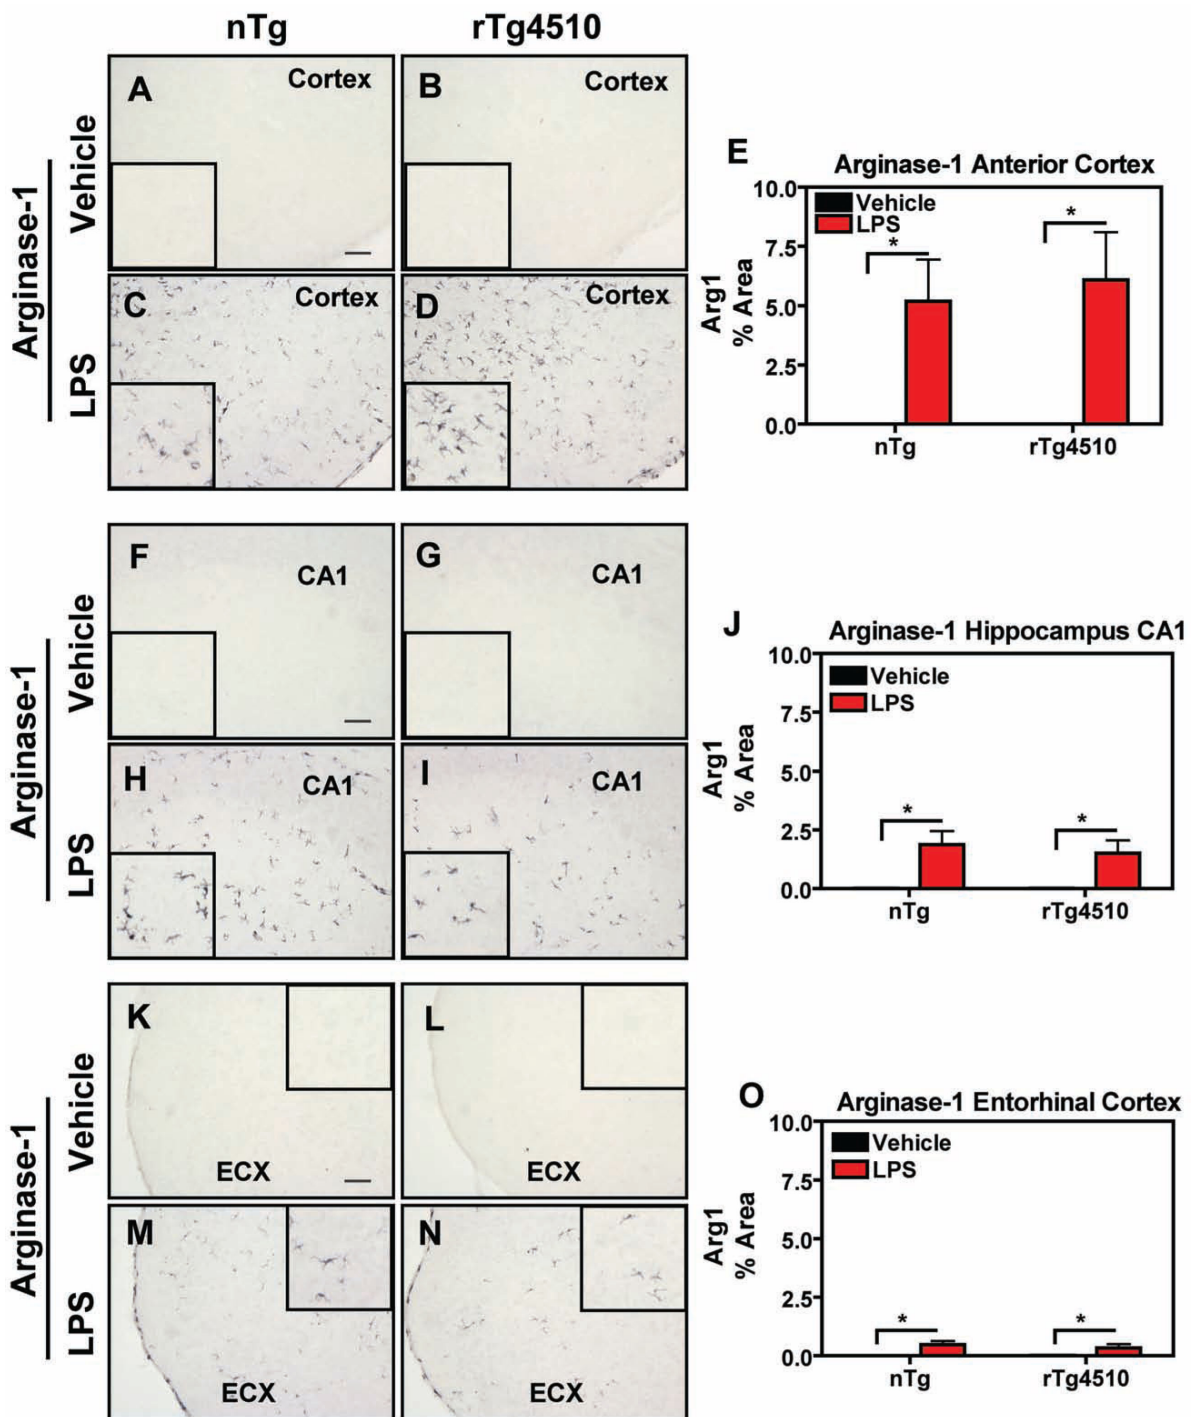 nTg
rTg4510
Arginase-1
Vehicle
LPS
A
Cortex
B
Cortex
C
Cortex
D
Cortex
E
Arginase-1 Anterior Cortex
Arg1
% Area
10.0
7.5
5.0
2.5
0.0
Vehicle
LPS
*
*
nTg
rTg4510
Arginase-1
Vehicle
LPS
F
CA1
G
CA1
H
CA1
I
CA1
J
Arginase-1 Hippocampus CA1
Arg1
% Area
10.0
7.5
5.0
2.5
0.0
Vehicle
LPS
*
*
nTg
rTg4510
Arginase-1
Vehicle
LPS
K
ECX
L
ECX
M
ECX
N
ECX
O
Arginase-1 Entorhinal Cortex
Arg1
% Area
10.0
7.5
5.0
2.5
0.0
Vehicle
LPS
*
*
nTg
rTg4510